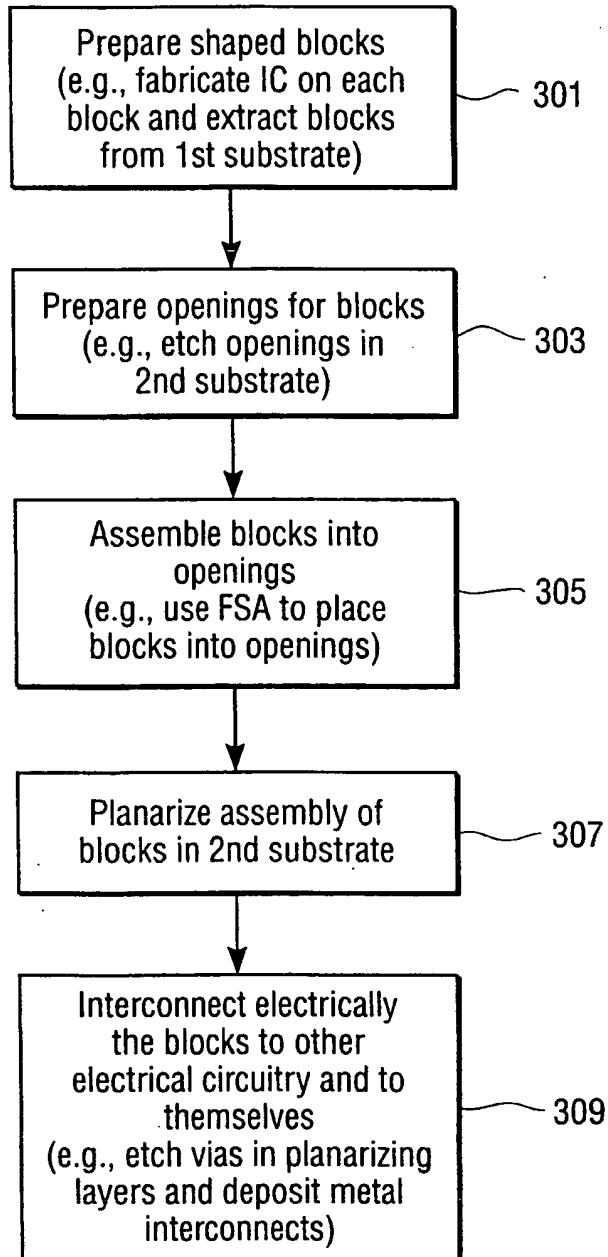 Prepare shaped blocks
(e.g., fabricate IC on each
block and extract blocks
from 1st substrate)
301
Prepare openings for blocks
(e.g., etch openings in
2nd substrate)
303
Assemble blocks into
openings
(e.g., use FSA to place
blocks into openings)
305
Planarize assembly of
blocks in 2nd substrate
307
Interconnect electrically
the blocks to other
electrical circuitry and to
themselves
(e.g., etch vias in planarizing
layers and deposit metal
interconnects)
309